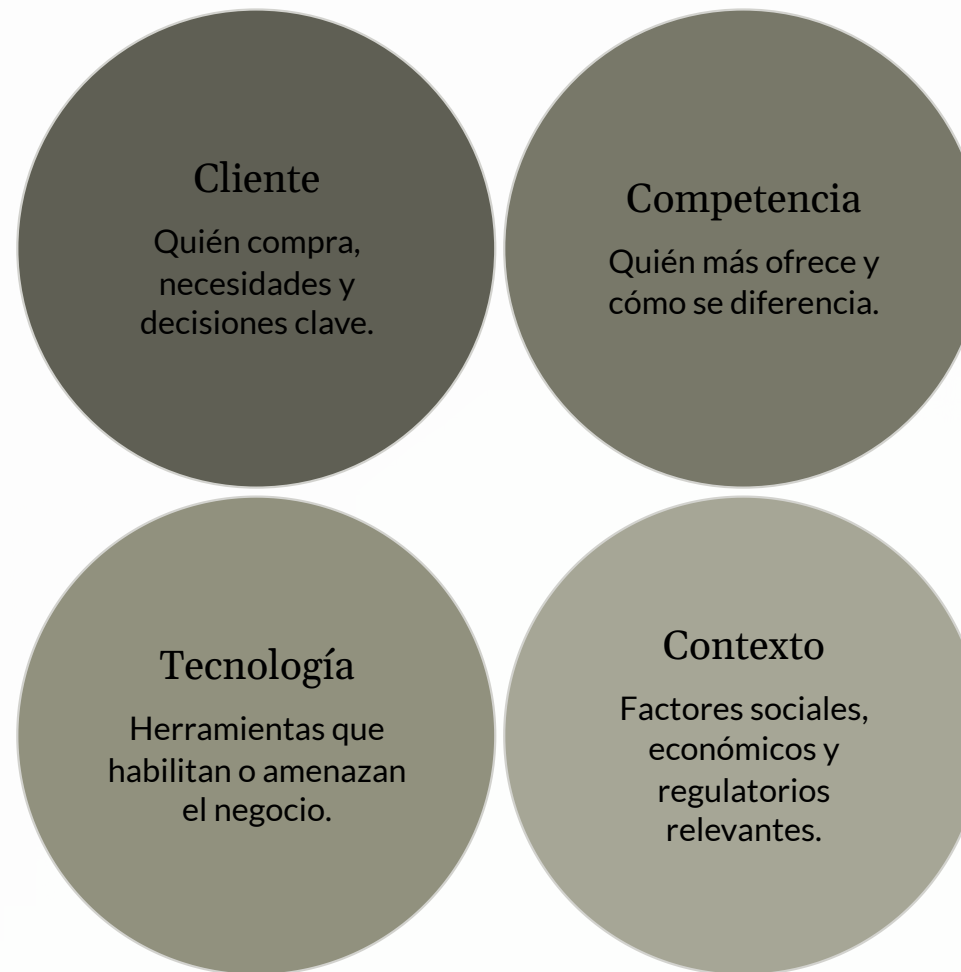 Cliente
Quién compra,
necesidades y
decisiones clave.
Competencia
Quién más ofrece y
cómo se diferencia.
Tecnología
Herramientas que
habilitan o amenazan
el negocio.
Contexto
Factores sociales,
económicos y
regulatorios
relevantes.